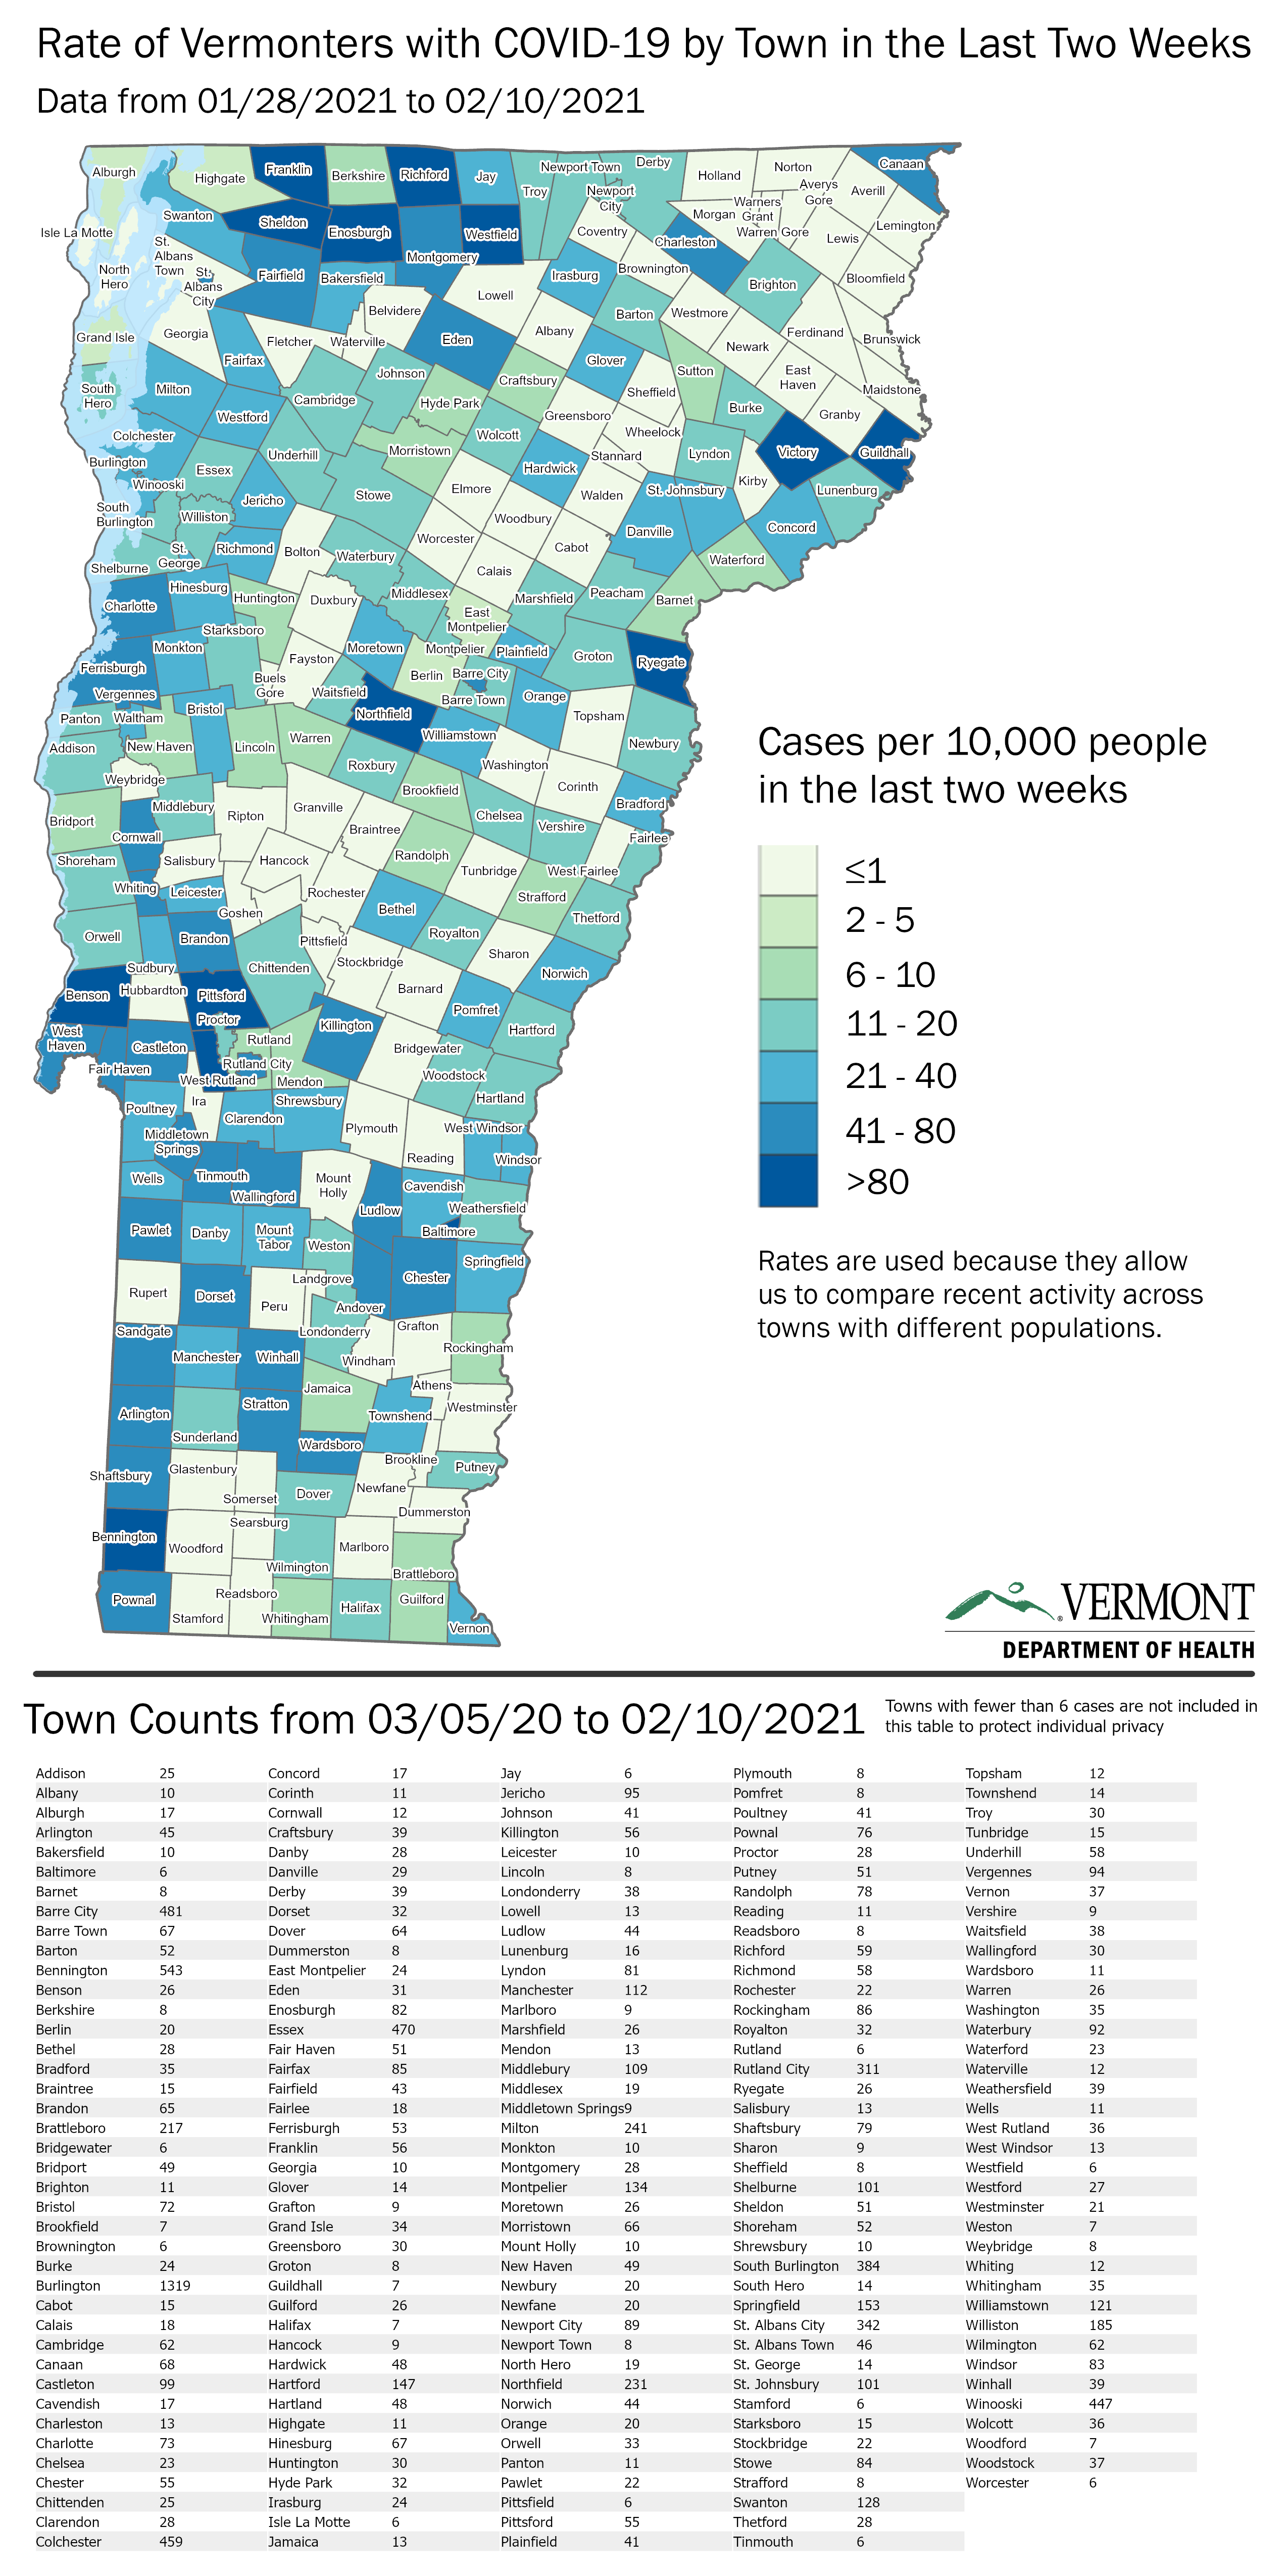 Rate of Vermonters with COVID-19 by Town in the Last Two Weeks
Data from 01/28/2021 to 02/10/2021
Alburgh
Highgate
Franklin
Berkshire
Richford
Jay
Troy
Newport Town
Derby
Newport
City
Holland
Norton
Averys
Gore
Averill
Canaan
Warners
Grant
Morgan
Warren Gore
Lewis
Lemington
Isle La Motte
Swanton
Sheldon
Enosburgh
Westfield
Montgomery
Coventry
Charleston
Bloomfield
St.
Albans
Town
North
Hero
St.
Albans
City
Fairfield
Bakersfield
Irasburg
Brownington
Brighton
Lowell
Belvidere
Barton
Westmore
Ferdinand
Brunswick
Grand Isle
Georgia
Fletcher
Waterville
Eden
Albany
Newark
Fairfax
Johnson
Glover
Craftsbury
Sutton
East
Haven
Sheffield
Maidstone
South
Hero
Milton
Cambridge
Hyde Park
Greensboro
Burke
Granby
Westford
Colchester
Wolcott
Wheelock
Morristown
Underhill
Stannard
Lyndon
Victory
Guildhall
Burlington
Essex
Hardwick
Winooski
Jericho
Stowe
Elmore
Walden
St. Johnsbury
Kirby
Lunenburg
South
Burlington
Williston
Woodbury
Danville
Concord
Richmond
Bolton
Waterbury
Worcester
Cabot
St.
George
Shelburne
Calais
Waterford
Hinesburg
Huntington
Duxbury
Middlesex
Marshfield
Peacham
Barnet
Charlotte
East
Montpelier
Starksboro
Monkton
Moretown
Montpelier
Plainfield
Groton
Ryegate
Ferrisburgh
Fayston
Berlin
Barre City
Buels
Gore
Waitsfield
Vergennes
Barre Town
Orange
Bristol
Northfield
Topsham
Panton
Waltham
Williamstown
Addison
New Haven
Lincoln
Warren
Newbury
Roxbury
Washington
Weybridge
Brookfield
Corinth
Middlebury
Ripton
Granville
Chelsea
Bradford
Bridport
Cornwall
Braintree
Vershire
Fairlee
Shoreham
Salisbury
Hancock
Randolph
Tunbridge
West Fairlee
Whiting
Leicester
Rochester
Strafford
Goshen
Bethel
Thetford
Orwell
Brandon
Pittsfield
Royalton
Sharon
Sudbury
Chittenden
Stockbridge
Norwich
Benson
Hubbardton
Pittsford
Barnard
Pomfret
West
Haven
Proctor
Killington
Hartford
Castleton
Rutland
Bridgewater
Fair Haven
Rutland City
West Rutland
Mendon
Woodstock
Ira
Shrewsbury
Hartland
Poultney
Clarendon
Plymouth
West Windsor
Middletown
Springs
Reading
Windsor
Wells
Tinmouth
Wallingford
Mount
Holly
Cavendish
Ludlow
Weathersfield
Pawlet
Danby
Mount
Tabor
Weston
Baltimore
Springfield
Landgrove
Chester
Rupert
Dorset
Peru
Andover
Sandgate
Londonderry
Grafton
Rockingham
Manchester
Winhall
Windham
Jamaica
Athens
Arlington
Stratton
Townshend
Westminster
Sunderland
Wardsboro
Brookline
Putney
Shaftsbury
Glastenbury
Somerset
Dover
Newfane
Dummerston
Searsburg
Bennington
Woodford
Marlboro
Wilmington
Brattleboro
Pownal
Readsboro
Guilford
Stamford
Whitingham
Halifax
Vernon
Cases per 10,000 people
in the last two weeks
≤1
2 - 5
6 - 10
11 - 20
21 - 40
41 - 80
>80
Rates are used because they allow
us to compare recent activity across
towns with different populations.
VERMONT
DEPARTMENT OF HEALTH
Town Counts from 03/05/20 to 02/10/2021
Towns with fewer than 6 cases are not included in
this table to protect individual privacy
Addison 25 Concord 17 Jay 6 Plymouth 8 Topsham 12
Albany 10 Corinth 11 Jericho 95 Pomfret 8 Townshend 14
Alburgh 17 Cornwall 12 Johnson 41 Poultney 41 Troy 30
Arlington 45 Craftsbury 39 Killington 56 Pownal 76 Tunbridge 15
Bakersfield 10 Danby 28 Leicester 10 Proctor 28 Underhill 58
Baltimore 6 Danville 29 Lincoln 8 Putney 51 Vergennes 94
Barnet 8 Derby 39 Londonderry 38 Randolph 78 Vernon 37
Barre City 481 Dorset 32 Lowell 13 Reading 11 Vershire 9
Barre Town 67 Dover 64 Ludlow 44 Readsboro 8 Waitsfield 38
Barton 52 Dummerston 8 Lunenburg 16 Richford 59 Wallingford 30
Bennington 543 East Montpelier 24 Lyndon 81 Richmond 58 Wardsboro 11
Benson 26 Eden 31 Manchester 112 Rochester 22 Warren 26
Berkshire 8 Enosburgh 82 Marlboro 9 Rockingham 86 Washington 35
Berlin 20 Essex 470 Marshfield 26 Royalton 32 Waterbury 92
Bethel 28 Fair Haven 51 Mendon 13 Rutland 6 Waterford 23
Bradford 35 Fairfax 85 Middlebury 109 Rutland City 311 Waterville 12
Braintree 15 Fairfield 43 Middlesex 19 Ryegate 26 Weathersfield 39
Brandon 65 Fairlee 18 Middletown Springs9 Salisbury 13 Wells 11
Brattleboro 217 Ferrisburgh 53 Milton 241 Shaftsbury 79 West Rutland 36
Bridgewater 6 Franklin 56 Monkton 10 Sharon 9 West Windsor 13
Bridport 49 Georgia 10 Montgomery 28 Sheffield 8 Westfield 6
Brighton 11 Glover 14 Montpelier 134 Shelburne 101 Westford 27
Bristol 72 Grafton 9 Moretown 26 Sheldon 51 Westminster 21
Brookfield 7 Grand Isle 34 Morristown 66 Shoreham 52 Weston 7
Brownington 6 Greensboro 30 Mount Holly 10 Shrewsbury 10 Weybridge 8
Burke 24 Groton 8 New Haven 49 South Burlington 384 Whiting 12
Burlington 1319 Guildhall 7 Newbury 20 South Hero 14 Whitingham 35
Cabot 15 Guilford 26 Newfane 20 Springfield 153 Williamstown 121
Calais 18 Halifax 7 Newport City 89 St. Albans City 342 Williston 185
Cambridge 62 Hancock 9 Newport Town 8 St. Albans Town 46 Wilmington 62
Canaan 68 Hardwick 48 North Hero 19 St. George 14 Windsor 83
Castleton 99 Hartford 147 Northfield 231 St. Johnsbury 101 Winhall 39
Cavendish 17 Hartland 48 Norwich 44 Stamford 6 Winooski 447
Charleston 13 Highgate 11 Orange 20 Starksboro 15 Wolcott 36
Charlotte 73 Hinesburg 67 Orwell 33 Stockbridge 22 Woodford 7
Chelsea 23 Huntington 30 Panton 11 Stowe 84 Woodstock 37
Chester 55 Hyde Park 32 Pawlet 22 Strafford 8 Worcester 6
Chittenden 25 Irasburg 24 Pittsfield 6 Swanton 128
Clarendon 28 Isle La Motte 6 Pittsford 55 Thetford 28
Colchester 459 Jamaica 13 Plainfield 41 Tinmouth 6